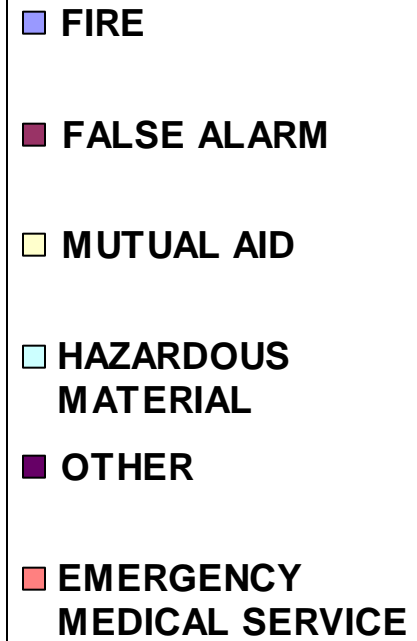 FIRE
FALSE ALARM
MUTUAL AID
HAZARDOUS
MATERIAL
OTHER
EMERGENCY
MEDICAL SERVICE